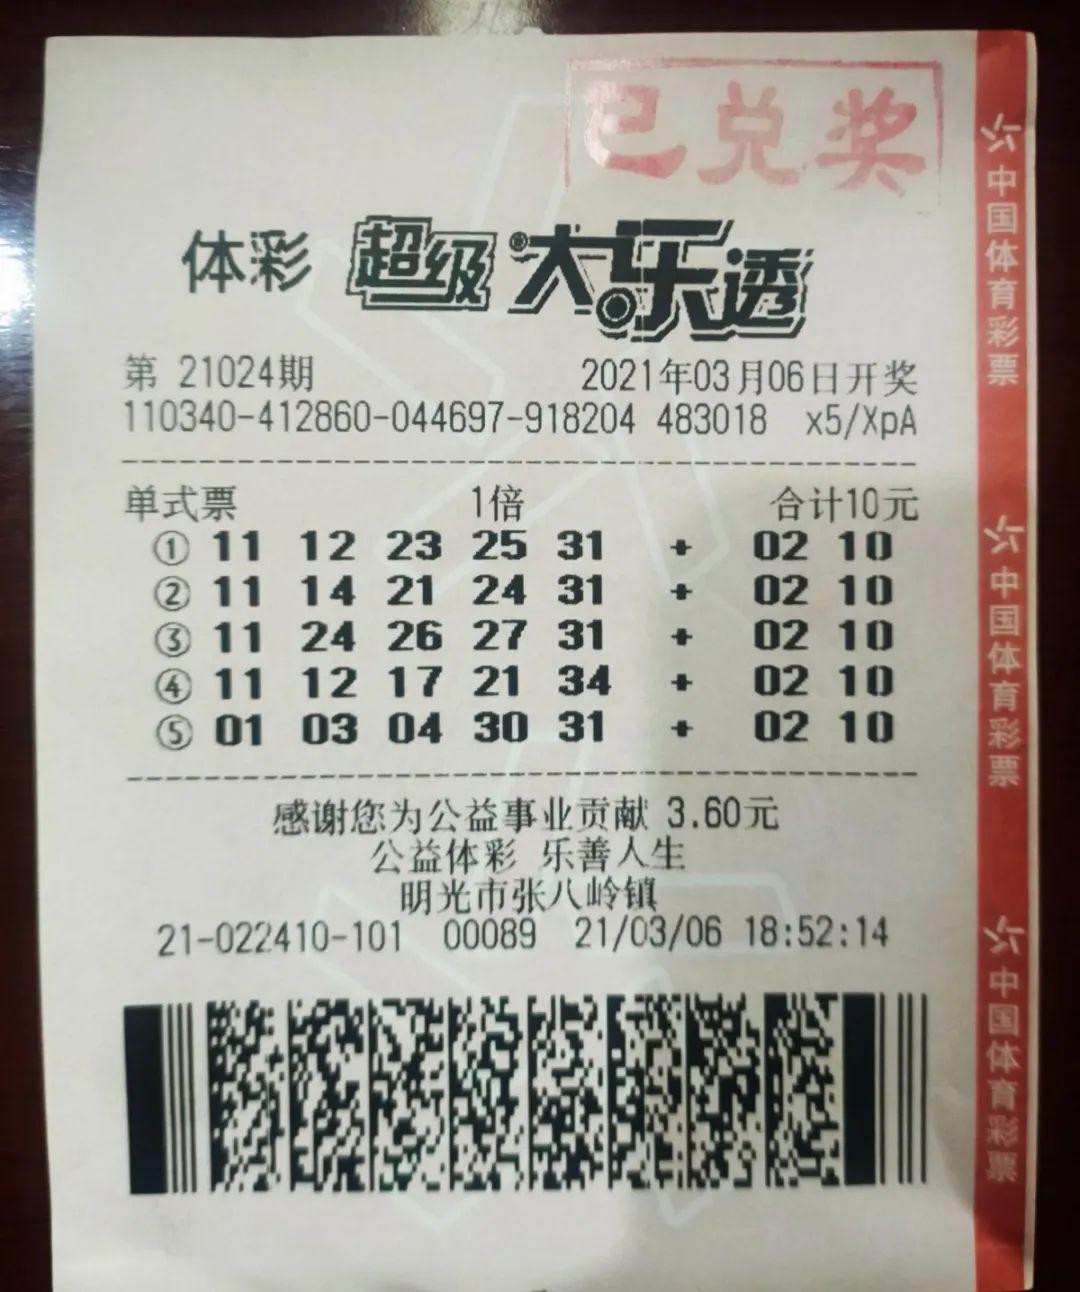 已兑奖
体彩 超级大乐透
第 21024期 2021年03月06日开奖
110340-412860-044697-918204 483018 x5/XpA
单式票 1倍 合计10元
① 11 12 23 25 31 + 02 10
② 11 14 21 24 31 + 02 10
③ 11 24 26 27 31 + 02 10
④ 11 12 17 21 34 + 02 10
⑤ 01 03 04 30 31 + 02 10
感谢您为公益事业贡献 3.60元
公益体彩 乐善人生
明光市张八岭镇
21-022410-101 00089 21/03/06 18:52:14
中国体育彩票
中国体育彩票
中国体育彩票